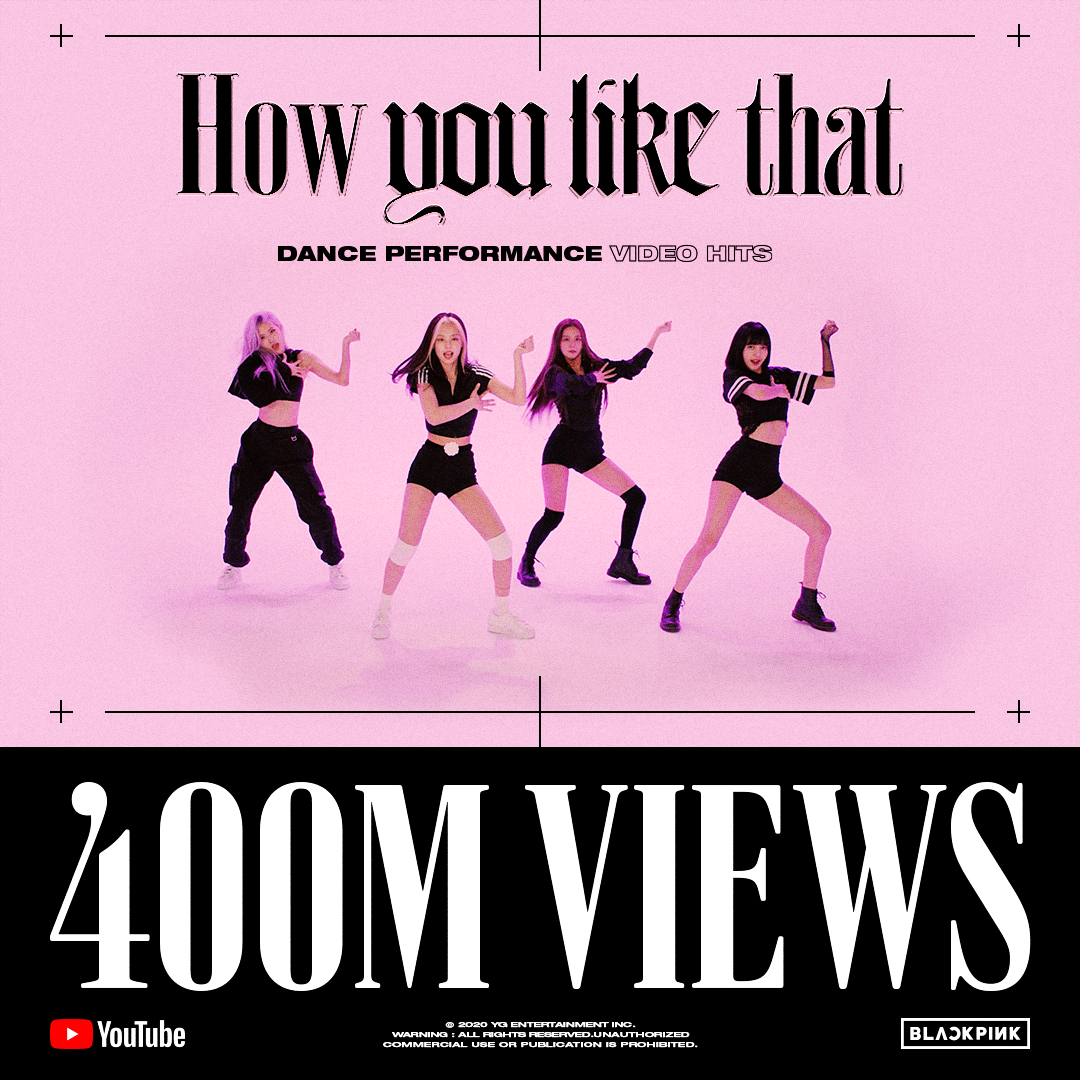 How you like that
DANCE PERFORMANCE VIDEO HITS
400M VIEWS
YouTube
© 2020 YG ENTERTAINMENT INC.
WARNING : ALL RIGHTS RESERVED.UNAUTHORIZED
COMMERCIAL USE OR PUBLICATION IS PROHIBITED.
BLACKPINK